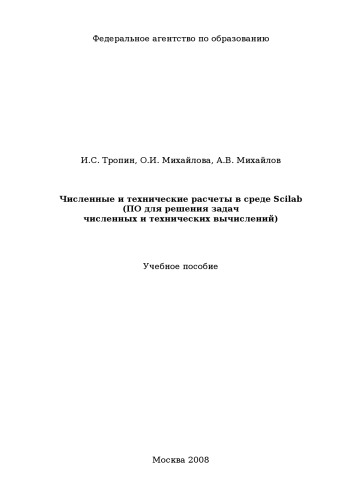 Федеральное агентство по образованию
И.С. Тропин, О.И. Михайлова, А.В. Михайлов
Численные и технические расчеты в среде Scilab
(ПО для решения задач
численных и технических вычислений)
Учебное пособие
Москва 2008